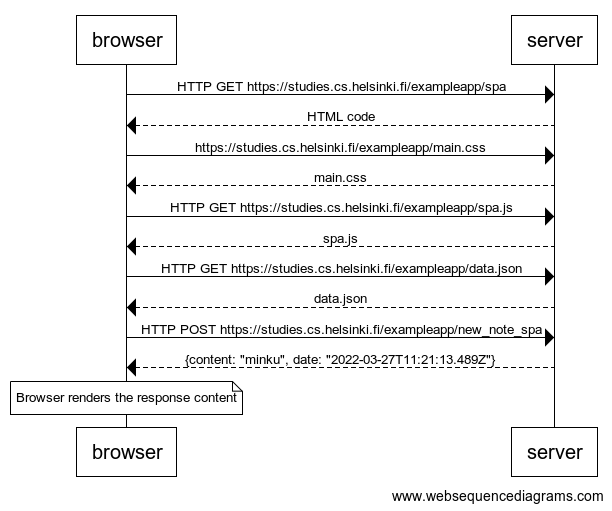 browser server
HTTP GET https://studies.cs.helsinki.fi/exampleapp/spa
HTML code
https://studies.cs.helsinki.fi/exampleapp/main.css
main.css
HTTP GET https://studies.cs.helsinki.fi/exampleapp/spa.js
spa.js
HTTP GET https://studies.cs.helsinki.fi/exampleapp/data.json
data.json
HTTP POST https://studies.cs.helsinki.fi/exampleapp/new_note_spa
{content: "minku", date: "2022-03-27T11:21:13.489Z"}
Browser renders the response content
browser server
www.websequencediagrams.com